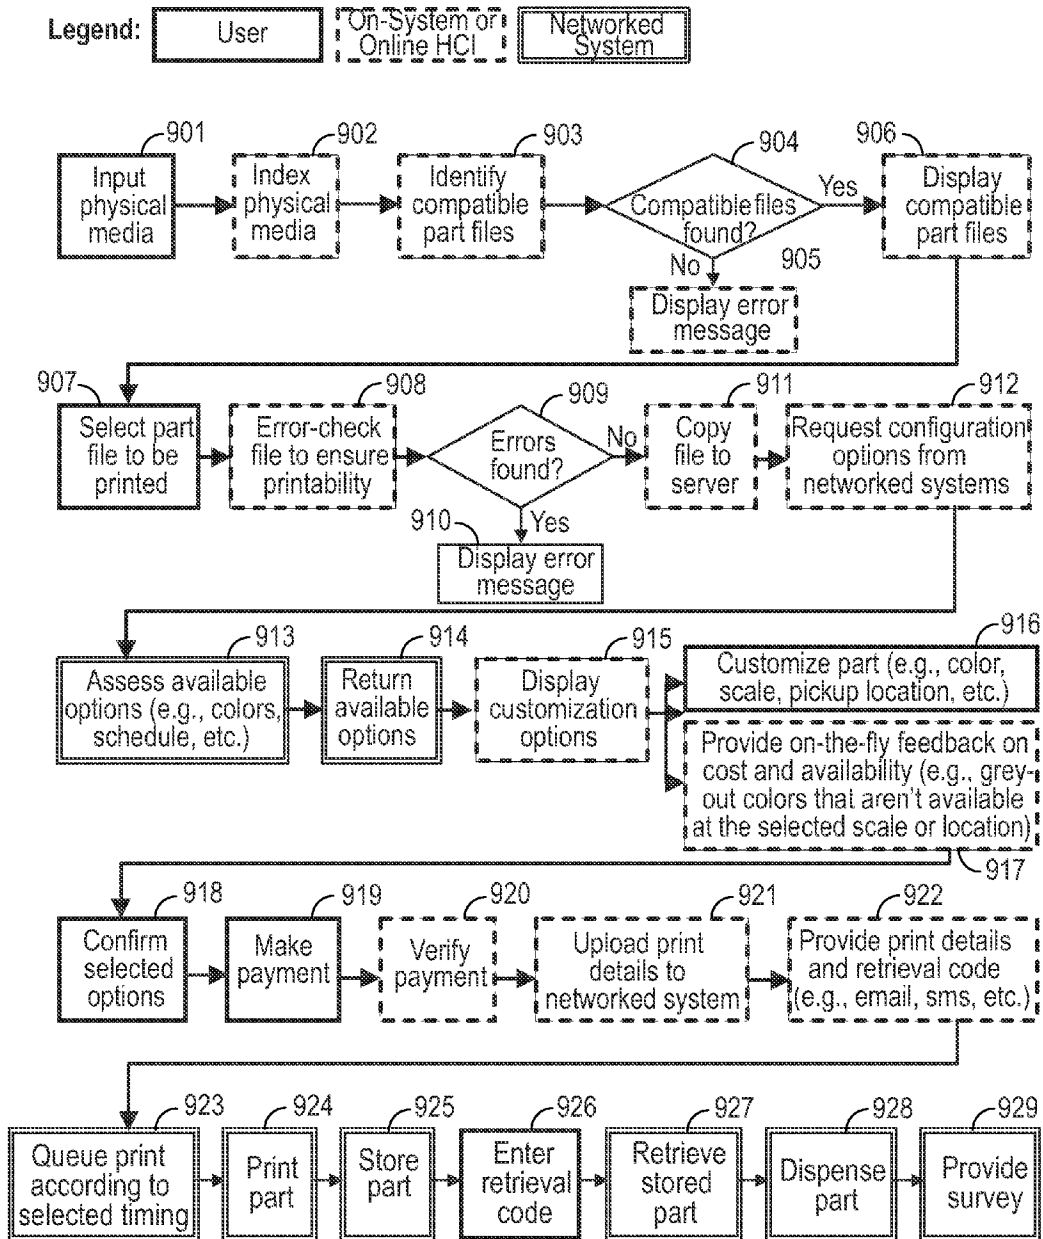 Legend:
User
On-System or
Online HCI
Networked
System
901
Input
physical
media
902
Index
physical
media
903
Identify
compatible
part files
904
Compatible files
found?
Yes
No
905
Display error
message
906
Display
compatible
part files
907
Select part
file to be
printed
908
Error-check
file to ensure
printability
909
Errors
found?
No
Yes
910
Display error
message
911
Copy
file to
server
912
Request configuration
options from
networked systems
913
Assess available
options (e.g., colors,
schedule, etc.)
914
Return
available
options
915
Display
customization
options
916
Customize part (e.g., color,
scale, pickup location, etc.)
Provide on-the-fly feedback on
cost and availability (e.g., grey-
out colors that aren't available
at the selected scale or location)
917
918
Confirm
selected
options
919
Make
payment
920
Verify
payment
921
Upload print
details to
networked system
922
Provide print details
and retrieval code
(e.g., email, sms, etc.)
923
Queue print
according to
selected timing
924
Print
part
925
Store
part
926
Enter
retrieval
code
927
Retrieve
stored
part
928
Dispense
part
929
Provide
survey